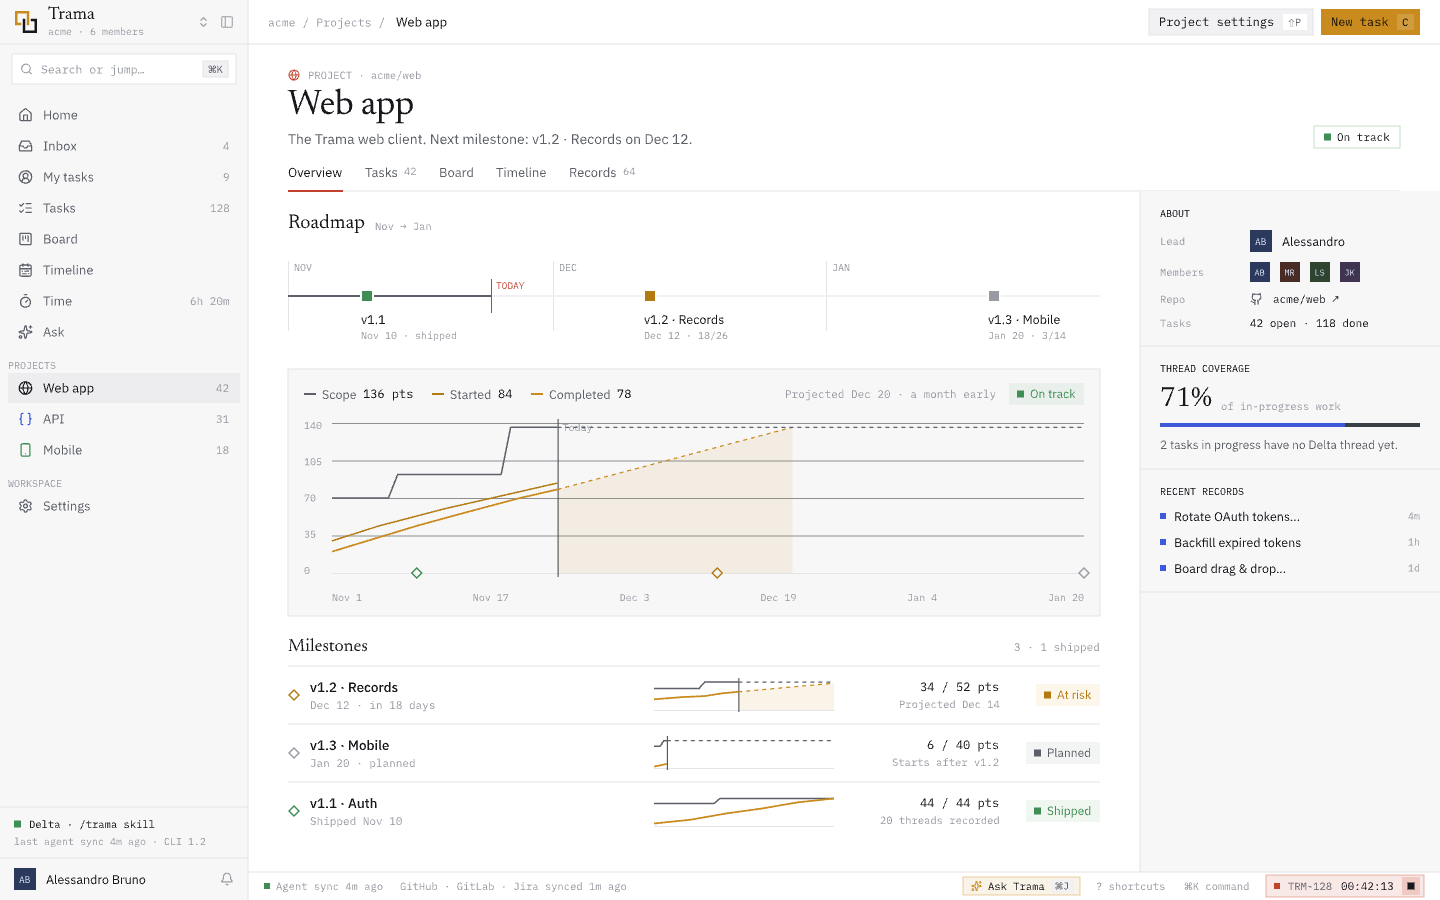 Trama
acme · 6 members
Search or jump… ⌘K
Home
Inbox 4
My tasks 9
Tasks 128
Board
Timeline
Time 6h 20m
Ask
PROJECTS
Web app 42
API 31
Mobile 18
WORKSPACE
Settings
Delta · /trama skill
last agent sync 4m ago · CLI 1.2
AB Alessandro Bruno
acme / Projects / Web app
Project settings ⇧P
New task C
PROJECT · acme/web
Web app
The Trama web client. Next milestone: v1.2 · Records on Dec 12.
On track
Overview Tasks 42 Board Timeline Records 64
Roadmap Nov → Jan
NOV DEC JAN
TODAY
v1.1 v1.2 · Records v1.3 · Mobile
Nov 10 · shipped Dec 12 · 18/26 Jan 20 · 3/14
Scope 136 pts Started 84 Completed 78 Projected Dec 20 · a month early On track
140
Today
105
70
35
0
Nov 1 Nov 17 Dec 3 Dec 19 Jan 4 Jan 20
Milestones 3 · 1 shipped
v1.2 · Records 34 / 52 pts At risk
Dec 12 · in 18 days Projected Dec 14
v1.3 · Mobile 6 / 40 pts Planned
Jan 20 · planned Starts after v1.2
v1.1 · Auth 44 / 44 pts Shipped
Shipped Nov 10 20 threads recorded
ABOUT
Lead AB Alessandro
Members AB MR LS JK
Repo acme/web ↗
Tasks 42 open · 118 done
THREAD COVERAGE
71% of in-progress work
2 tasks in progress have no Delta thread yet.
RECENT RECORDS
Rotate OAuth tokens… 4m
Backfill expired tokens 1h
Board drag & drop… 1d
Agent sync 4m ago GitHub · GitLab · Jira synced 1m ago
Ask Trama ⌘J ? shortcuts ⌘K command TRM-128 00:42:13